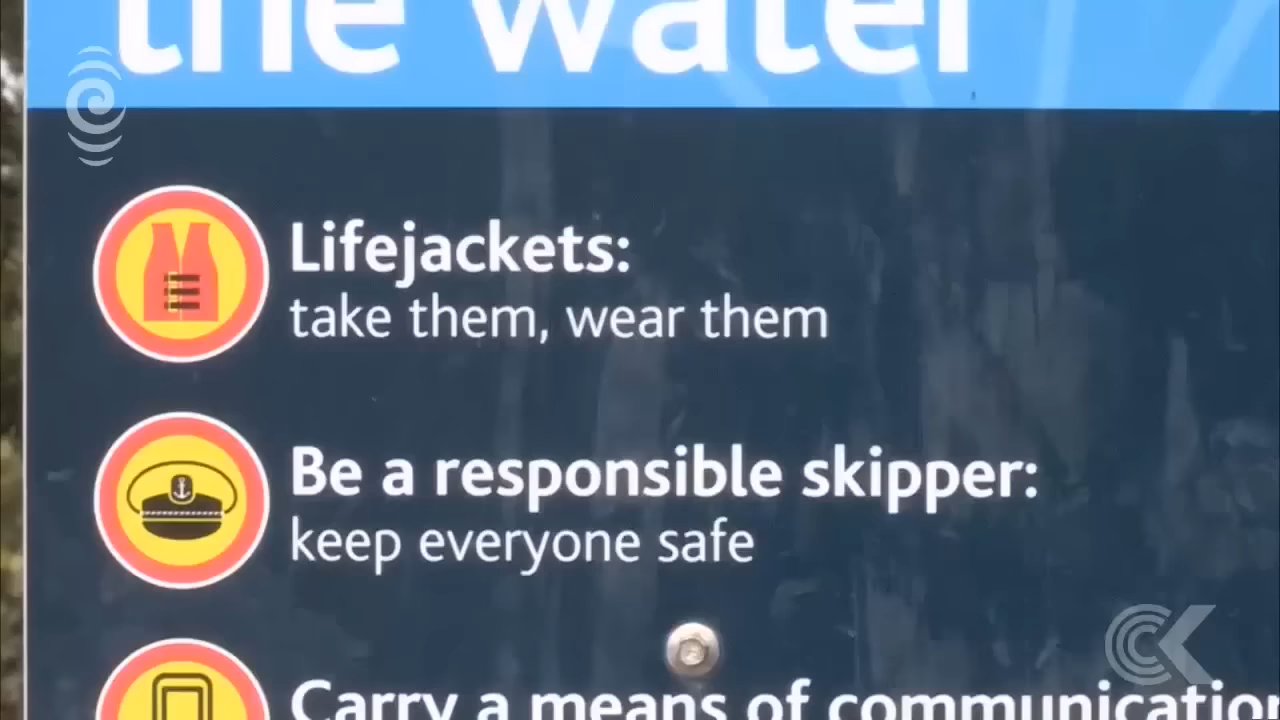 the water
Lifejackets:
take them, wear them
Be a responsible skipper:
keep everyone safe
Carry a means of communication